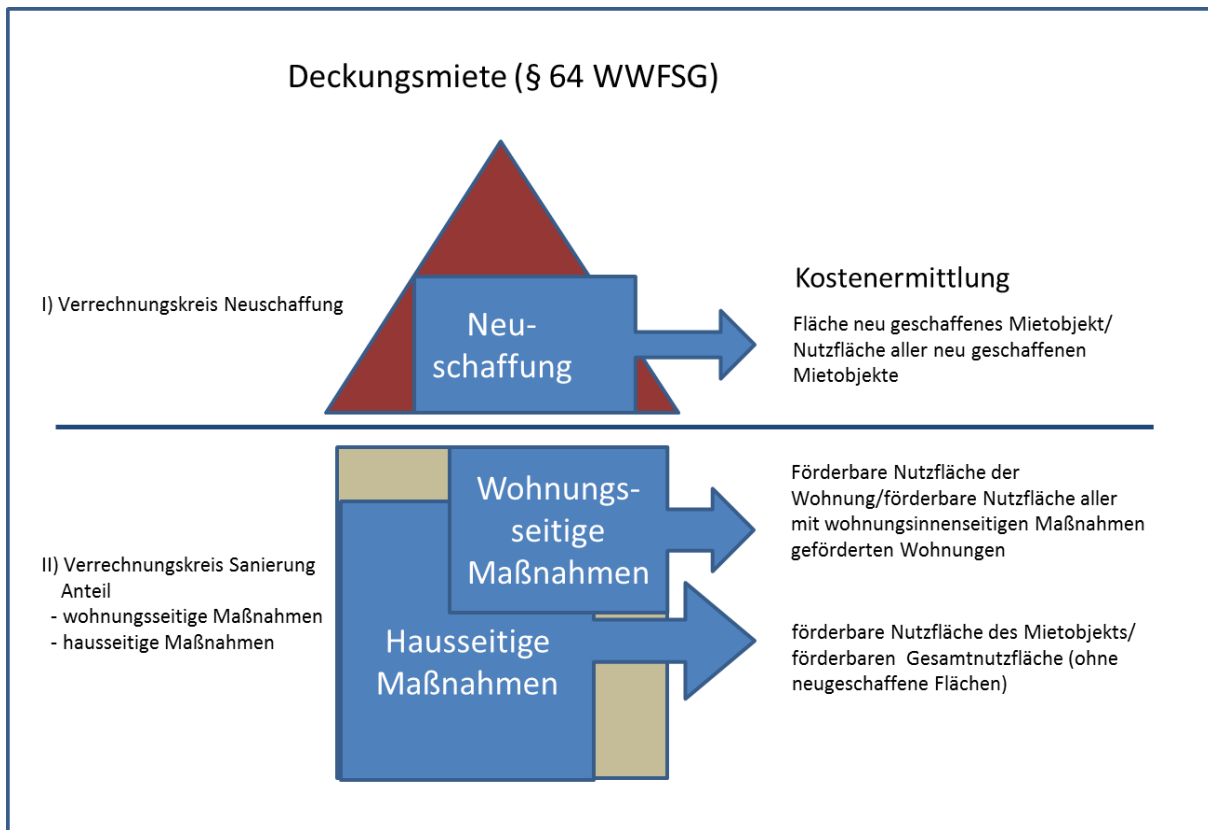 Deckungsmiete (§ 64 WWFSG)
I) Verrechnungskreis Neuschaffung
Neu-
schaffung
Kostenermittlung
Fläche neu geschaffenes Mietobjekt/
Nutzfläche aller neu geschaffenen
Mietobjekte
II) Verrechnungskreis Sanierung
Anteil
- wohnungsseitige Maßnahmen
- hausseitige Maßnahmen
Wohnungs-
seitige
Maßnahmen
Förderbare Nutzfläche der
Wohnung/förderbare Nutzfläche aller
mit wohnungsinnenseitigen Maßnahmen
geförderten Wohnungen
Hausseitige
Maßnahmen
förderbare Nutzfläche des Mietobjekts/
förderbaren Gesamtnutzfläche (ohne
neugeschaffene Flächen)